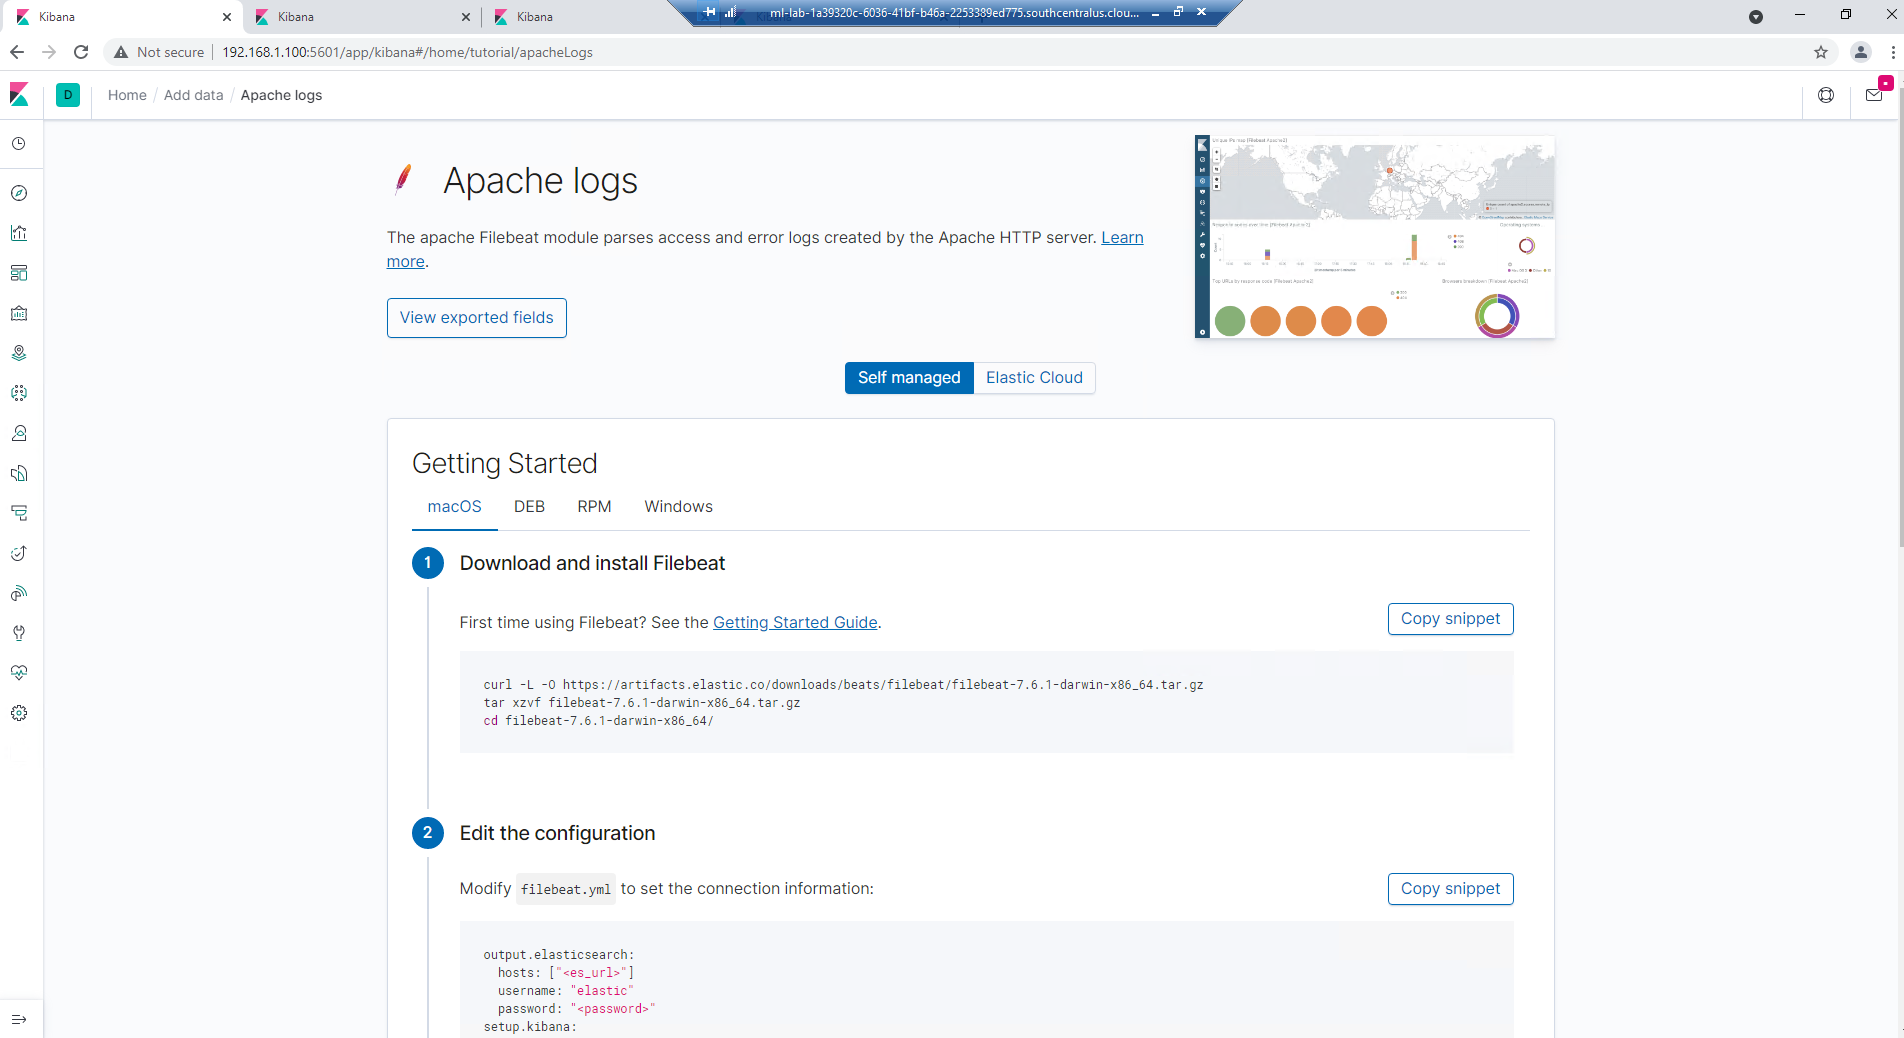 Kibana
Kibana
Kibana
ml-lab-1a39320c-6036-41bf-b46a-2253389ed775.southcentralus.clou...
Not secure
192.168.1.100:5601/app/kibana#/home/tutorial/apacheLogs
D
Home / Add data / Apache logs
Apache logs
The apache Filebeat module parses access and error logs created by the Apache HTTP server. Learn
more.
View exported fields
Self managed
Elastic Cloud
Getting Started
macOS
DEB
RPM
Windows
1
Download and install Filebeat
First time using Filebeat? See the Getting Started Guide.
Copy snippet
curl -L -O https://artifacts.elastic.co/downloads/beats/filebeat/filebeat-7.6.1-darwin-x86_64.tar.gz
tar xzvf filebeat-7.6.1-darwin-x86_64.tar.gz
cd filebeat-7.6.1-darwin-x86_64/
2
Edit the configuration
Modify filebeat.yml to set the connection information:
Copy snippet
output.elasticsearch:
hosts: ["<es_url>"]
username: "elastic"
password: "<password>"
setup.kibana: